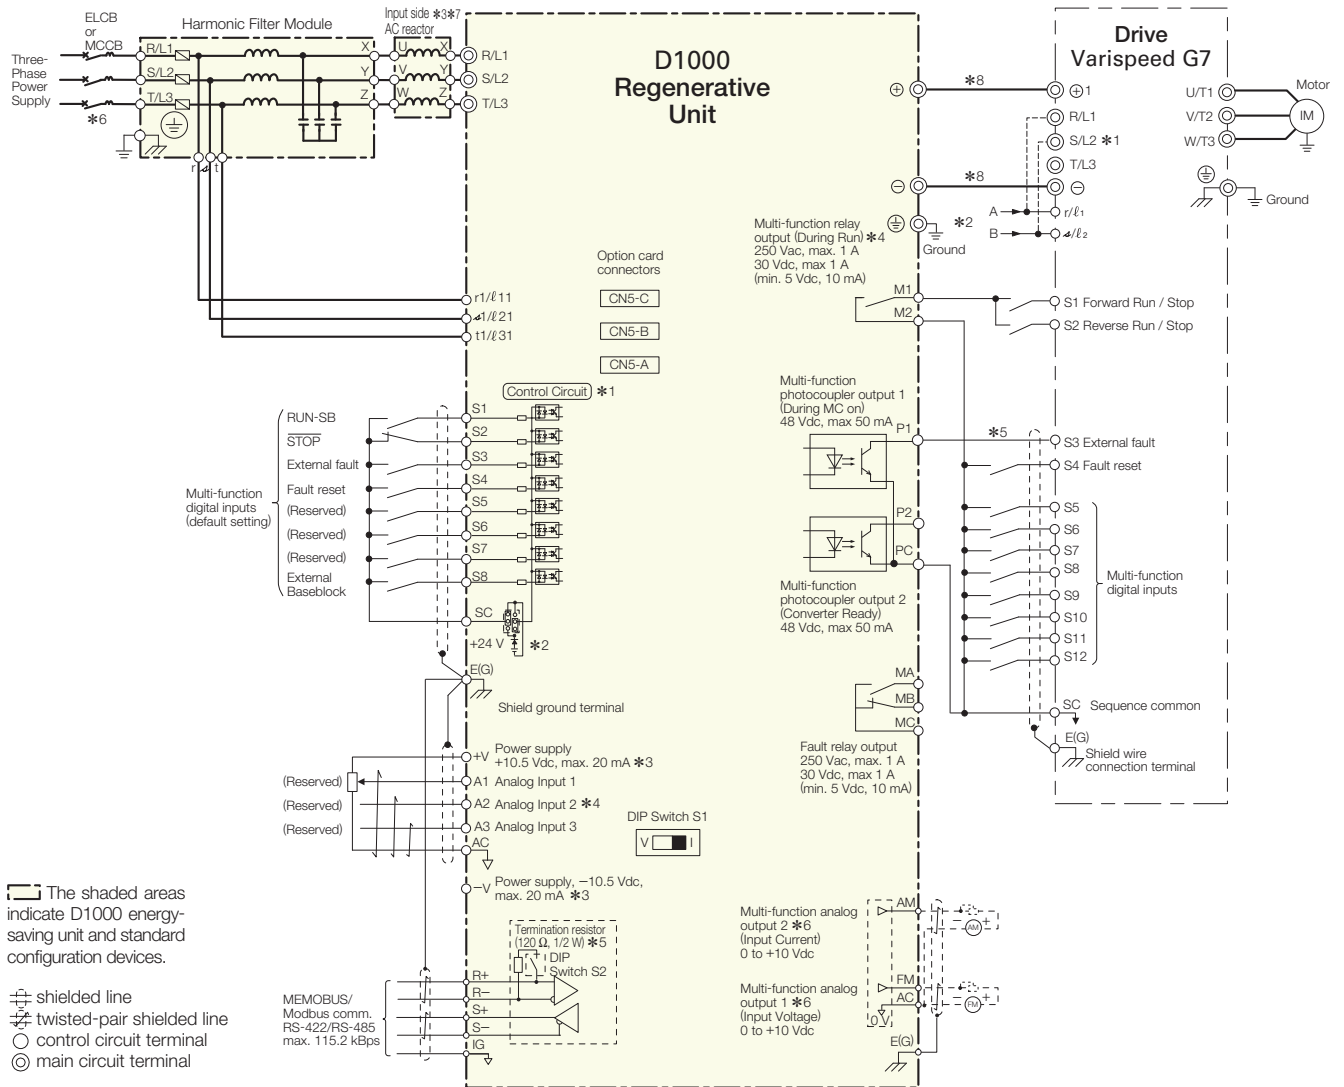 ELCB
or
MCCB
Harmonic Filter Module
Input side *3*7
AC reactor
Three-
Phase
Power
Supply
R/L1
S/L2
T/L3
X
Y
Z
U
V
W
X
Y
Z
R/L1
S/L2
T/L3
*6
r s t
D1000
Regenerative
Unit
Drive
Varispeed G7
⊕
*8
⊕1
R/L1
S/L2 *1
T/L3
⊖
*8
⊖
A
r/ℓ1
B
s/ℓ2
*2
Ground
U/T1
V/T2
W/T3
Motor
IM
Ground
Multi-function relay
output (During Run) *4
250 Vac, max. 1 A
30 Vdc, max 1 A
(min. 5 Vdc, 10 mA)
M1
M2
S1 Forward Run / Stop
S2 Reverse Run / Stop
Option card
connectors
CN5-C
CN5-B
CN5-A
r1/ℓ11
s1/ℓ21
t1/ℓ31
Control Circuit *1
RUN-SB
STOP
External fault
Fault reset
(Reserved)
(Reserved)
(Reserved)
External
Baseblock
Multi-function
digital inputs
(default setting)
S1
S2
S3
S4
S5
S6
S7
S8
SC
+24 V
*2
E(G)
Shield ground terminal
Multi-function
photocoupler output 1
(During MC on)
48 Vdc, max 50 mA
P1
P2
PC
Multi-function
photocoupler output 2
(Converter Ready)
48 Vdc, max 50 mA
*5
S3 External fault
S4 Fault reset
S5
S6
S7
S8
S9
S10
S11
S12
Multi-function
digital inputs
SC Sequence common
E(G)
Shield wire
connection terminal
MA
MB
MC
Fault relay output
250 Vac, max. 1 A
30 Vdc, max 1 A
(min. 5 Vdc, 10 mA)
+V Power supply
+10.5 Vdc, max. 20 mA *3
(Reserved)
A1 Analog Input 1
(Reserved)
A2 Analog Input 2 *4
(Reserved)
A3 Analog Input 3
AC
−V Power supply, −10.5 Vdc,
max. 20 mA *3
DIP Switch S1
V
I
Termination resistor
(120 Ω, 1/2 W) *5
DIP
Switch S2
R+
R−
S+
S−
IG
MEMOBUS/
Modbus comm.
RS-422/RS-485
max. 115.2 kBps
Multi-function analog
output 2 *6
(Input Current)
0 to +10 Vdc
AM
AM
+
−
Multi-function analog
output 1 *6
(Input Voltage)
0 to +10 Vdc
FM
AC
0 V
FM
+
−
E(G)
The shaded areas
indicate D1000 energy-
saving unit and standard
configuration devices.
shielded line
twisted-pair shielded line
control circuit terminal
main circuit terminal